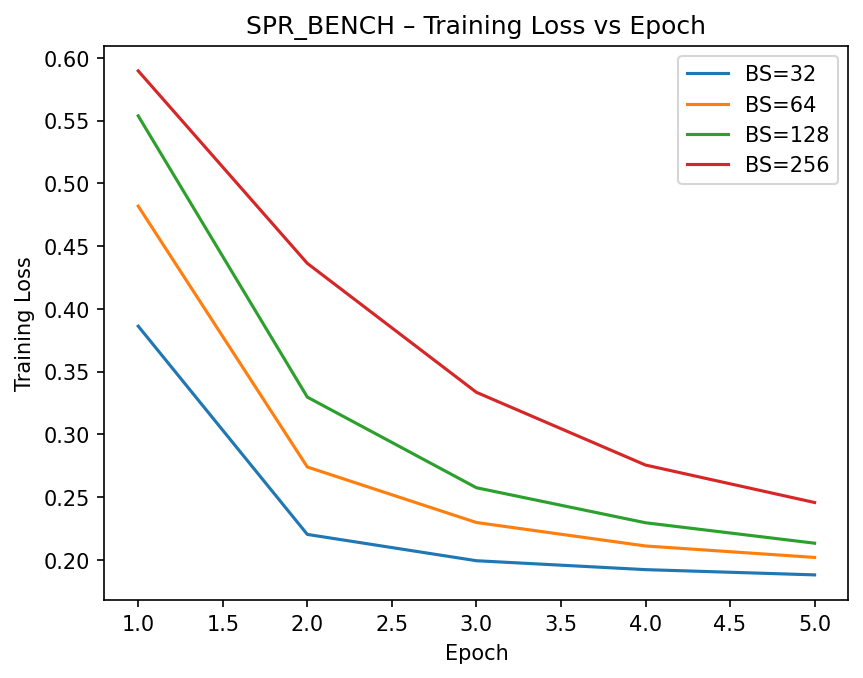 SPR_BENCH – Training Loss vs Epoch
BS=32
BS=64
BS=128
BS=256
Training Loss
0.60
0.55
0.50
0.45
0.40
0.35
0.30
0.25
0.20
1.0 1.5 2.0 2.5 3.0 3.5 4.0 4.5 5.0
Epoch